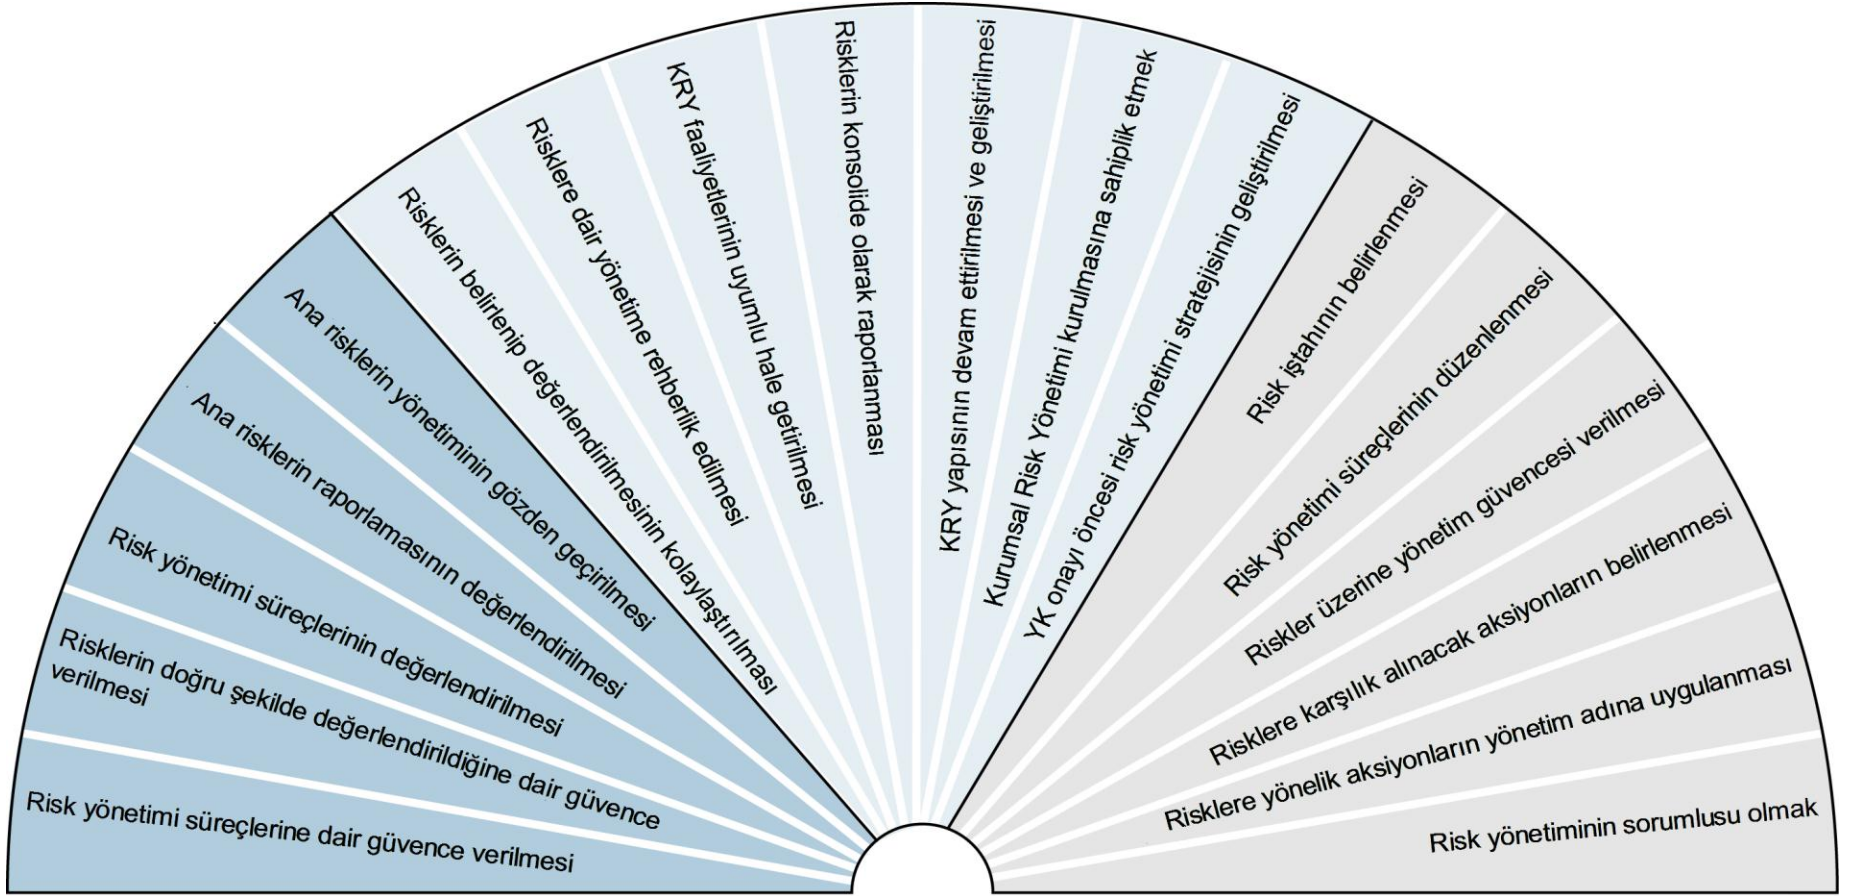 Risk yönetimi süreçlerine dair güvence verilmesi
Risklerin doğru şekilde değerlendirildiğine dair güvence
verilmesi
Risk yönetimi süreçlerinin değerlendirilmesi
Ana risklerin raporlamasının değerlendirilmesi
Ana risklerin yönetiminin gözden geçirilmesi
Risklerin belirlenip değerlendirilmesinin kolaylaştırılması
Risklere dair yönetime rehberlik edilmesi
KRY faaliyetlerinin uyumlu hale getirilmesi
Risklerin konsolide olarak raporlanması
KRY yapısının devam ettirilmesi ve geliştirilmesi
Kurumsal Risk Yönetimi kurulmasına sahiplik etmek
YK onayı öncesi risk yönetimi stratejisinin geliştirilmesi
Risk iştahının belirlenmesi
Risk yönetimi süreçlerinin düzenlenmesi
Riskler üzerine yönetim güvencesi verilmesi
Risklere karşılık alınacak aksiyonların belirlenmesi
Risklere yönelik aksiyonların yönetim adına uygulanması
Risk yönetiminin sorumlusu olmak